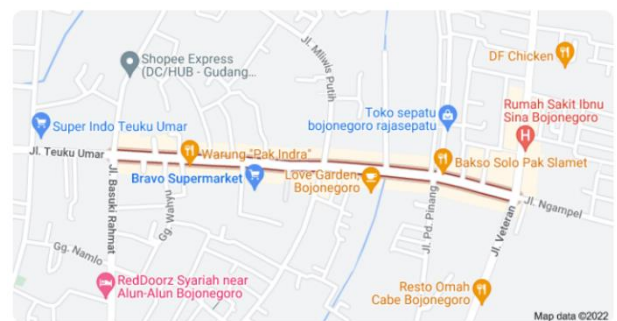 Shopee Express
(DC/HUB - Gudang...
Jl. Mliwis Putih
DF Chicken
Super Indo Teuku Umar
Toko sepatu
bojonegoro rajasepatu
Rumah Sakit Ibnu
Sina Bojonegoro
Jl. Teuku Umar
Warung "Pak Indra"
Bravo Supermarket
Love Garden,
Bojonegoro
Bakso Solo Pak Slamet
Jl. Basuki Rahmat
Gg. Wahyu
Jl. Pd. Pinang
Jl. Veteran
Jl. Ngampel
Gg. Namlo
RedDoorz Syariah near
Alun-Alun Bojonegoro
Resto Omah
Cabe Bojonegoro
Map data ©2022